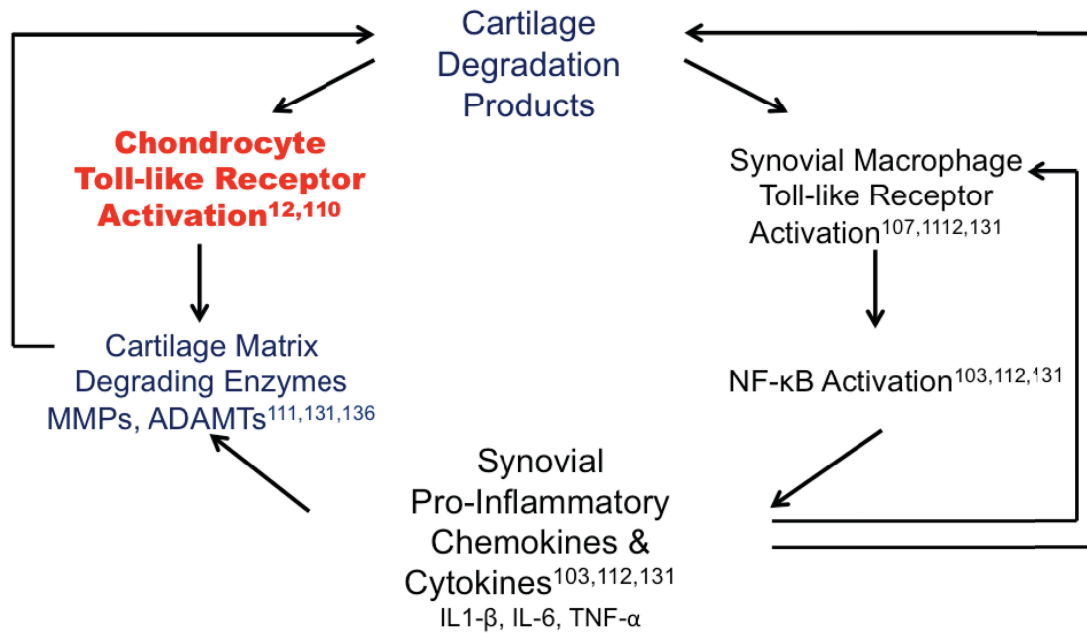 Cartilage
Degradation
Products
Chondrocyte
Toll-like Receptor
Activation12,110
Synovial Macrophage
Toll-like Receptor
Activation107,1112,131
Cartilage Matrix
Degrading Enzymes
MMPs, ADAMTs111,131,136
NF-κB Activation103,112,131
Synovial
Pro-Inflammatory
Chemokines &
Cytokines103,112,131
IL1-β, IL-6, TNF-α